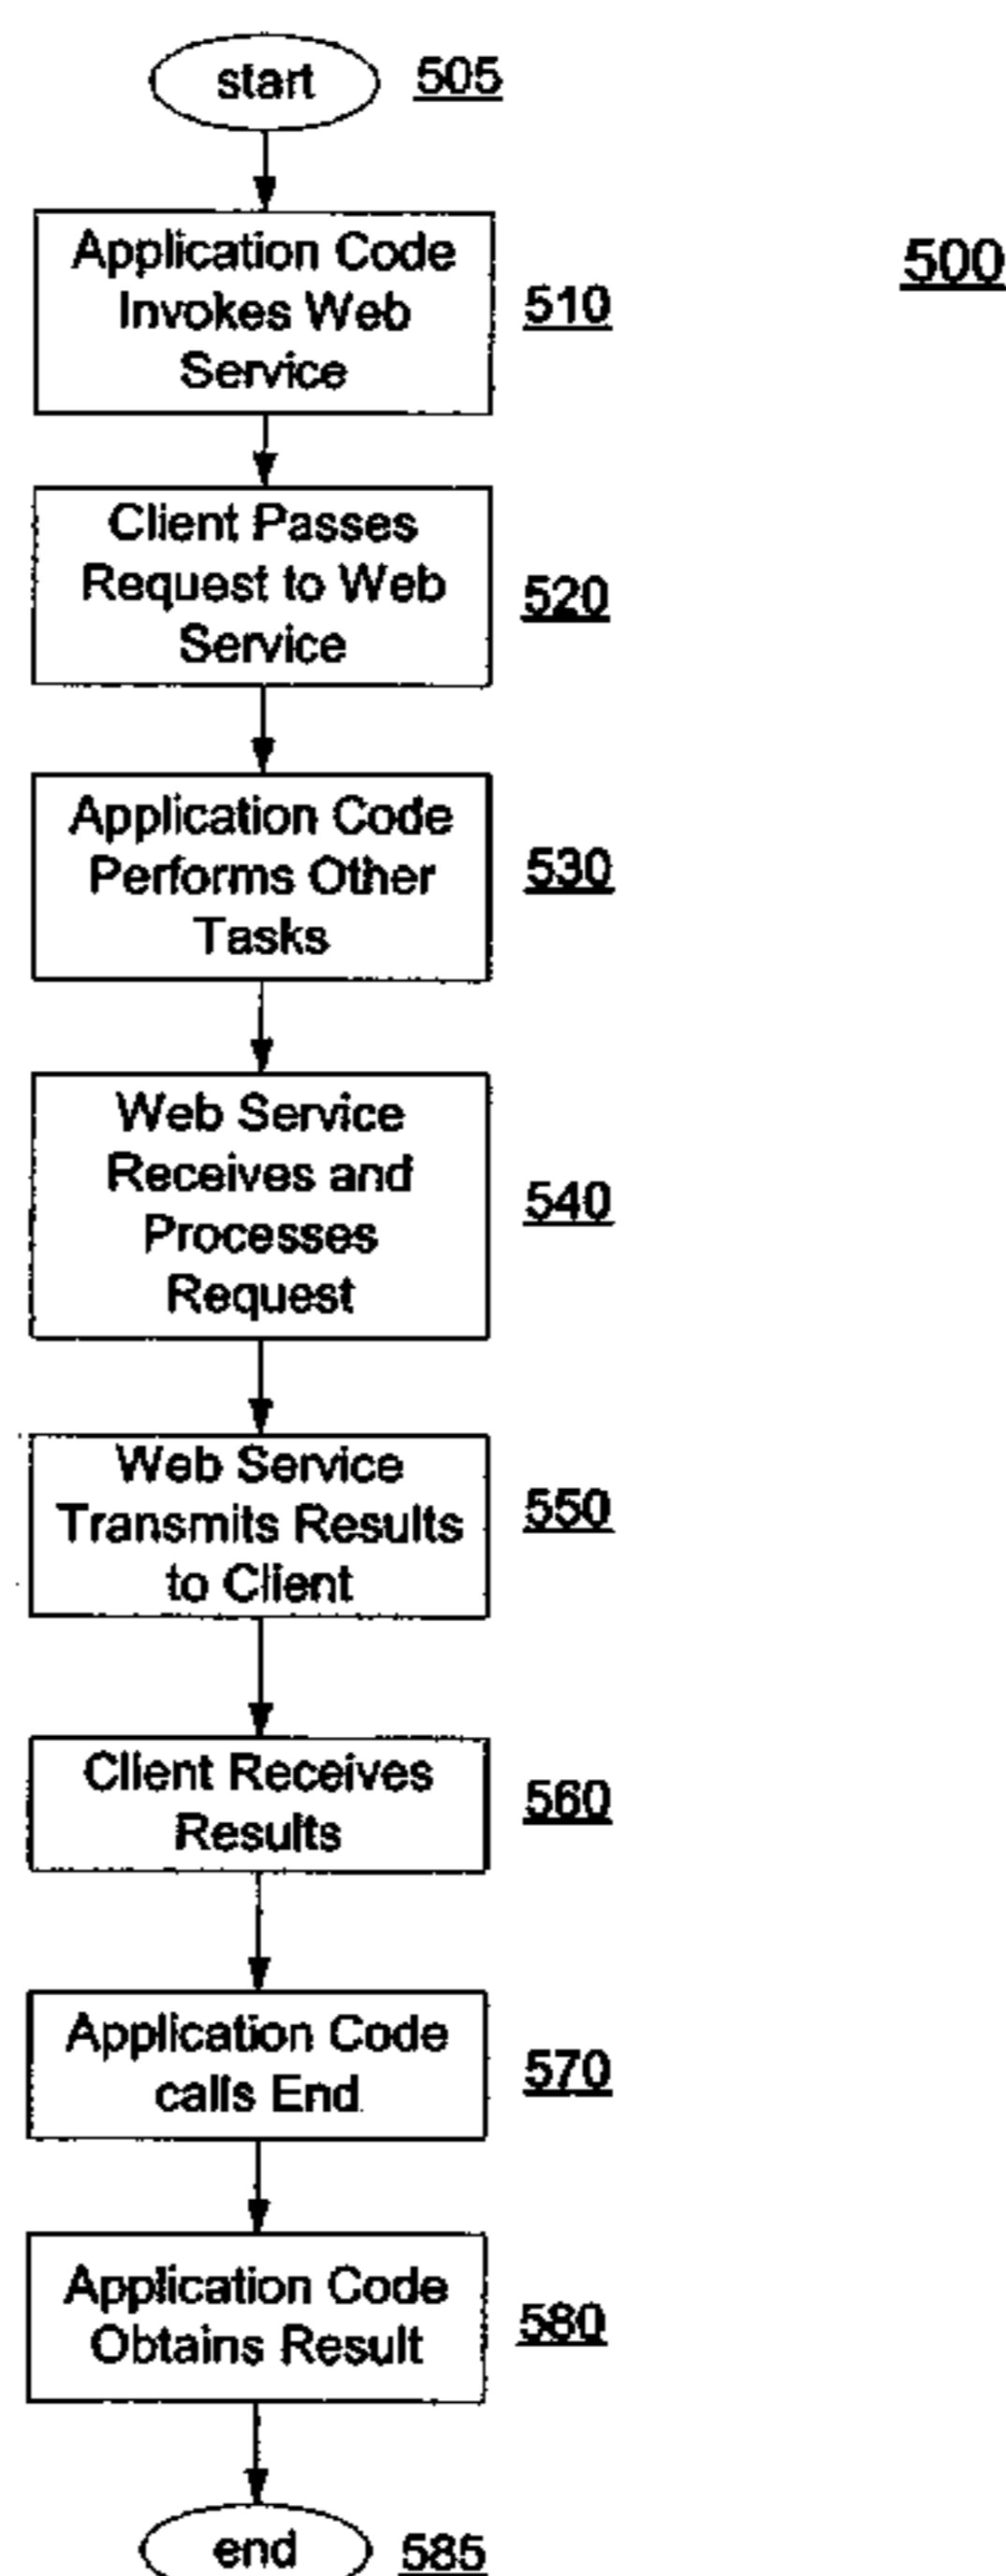 start 505
500
Application Code
Invokes Web
Service
510
Client Passes
Request to Web
Service
520
Application Code
Performs Other
Tasks
530
Web Service
Receives and
Processes
Request
540
Web Service
Transmits Results
to Client
550
Client Receives
Results
560
Application Code
calls End
570
Application Code
Obtains Result
580
end 585